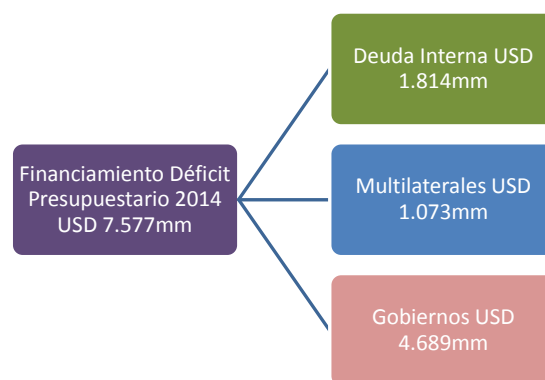 Financiamiento Déficit
Presupuestario 2014
USD 7.577mm
Deuda Interna USD
1.814mm
Multilaterales USD
1.073mm
Gobiernos USD
4.689mm